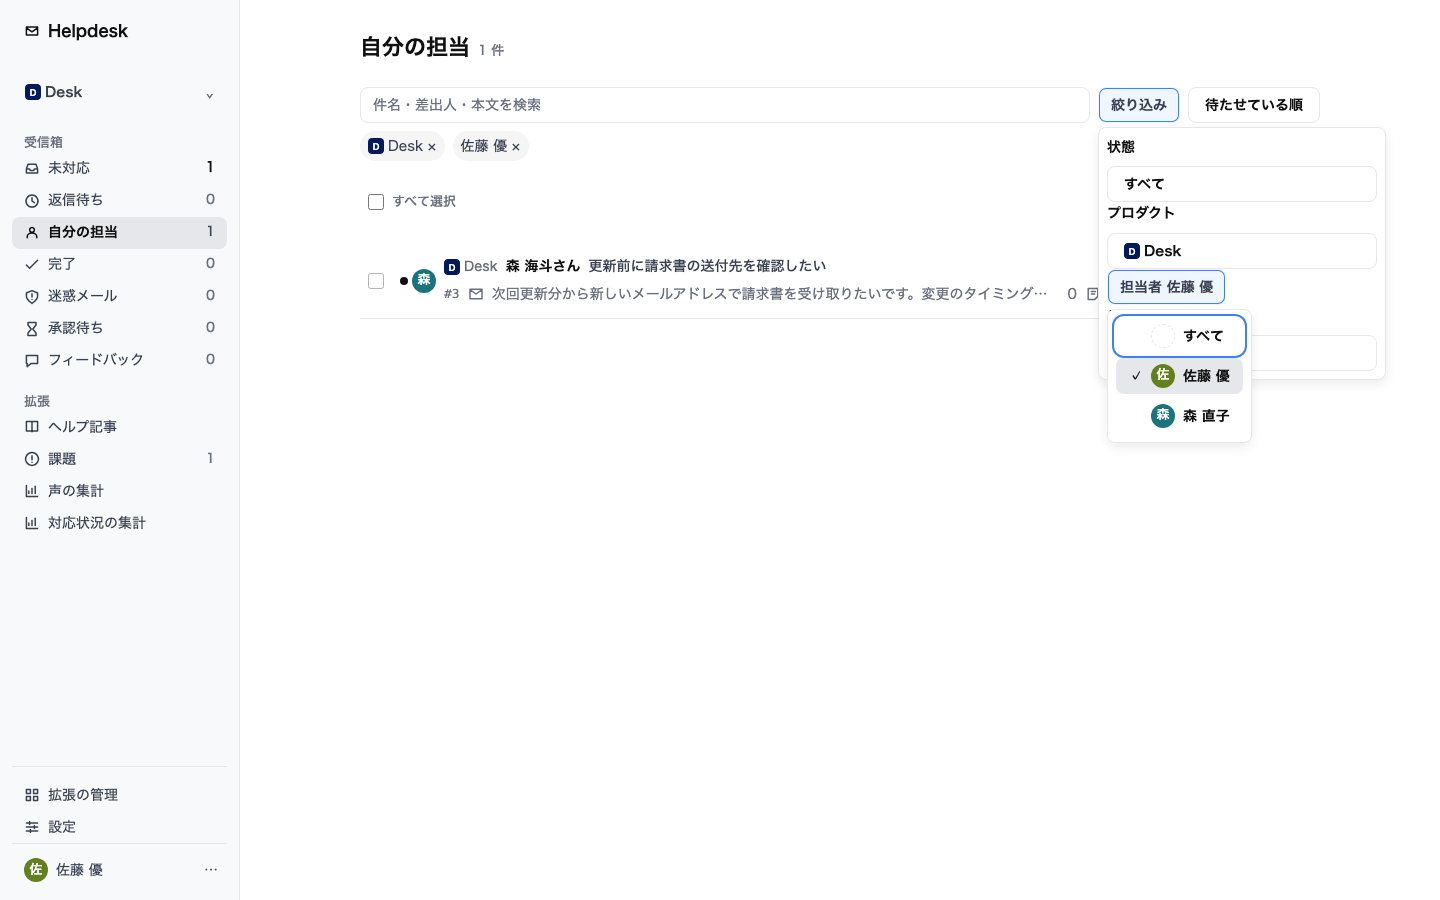 Helpdesk
D Desk
受信箱
未対応 1
返信待ち 0
自分の担当 1
完了 0
迷惑メール 0
承認待ち 0
フィードバック 0
拡張
ヘルプ記事
課題 1
声の集計
対応状況の集計
拡張の管理
設定
佐 佐藤 優 …
自分の担当 1 件
件名・差出人・本文を検索
絞り込み
待たせている順
D Desk ×
佐藤 優 ×
すべて選択
森 D Desk 森 海斗さん 更新前に請求書の送付先を確認したい
#3 次回更新分から新しいメールアドレスで請求書を受け取りたいです。変更のタイミング… 0
状態
すべて
プロダクト
D Desk
担当者 佐藤 優
すべて
✓ 佐 佐藤 優
森 森 直子